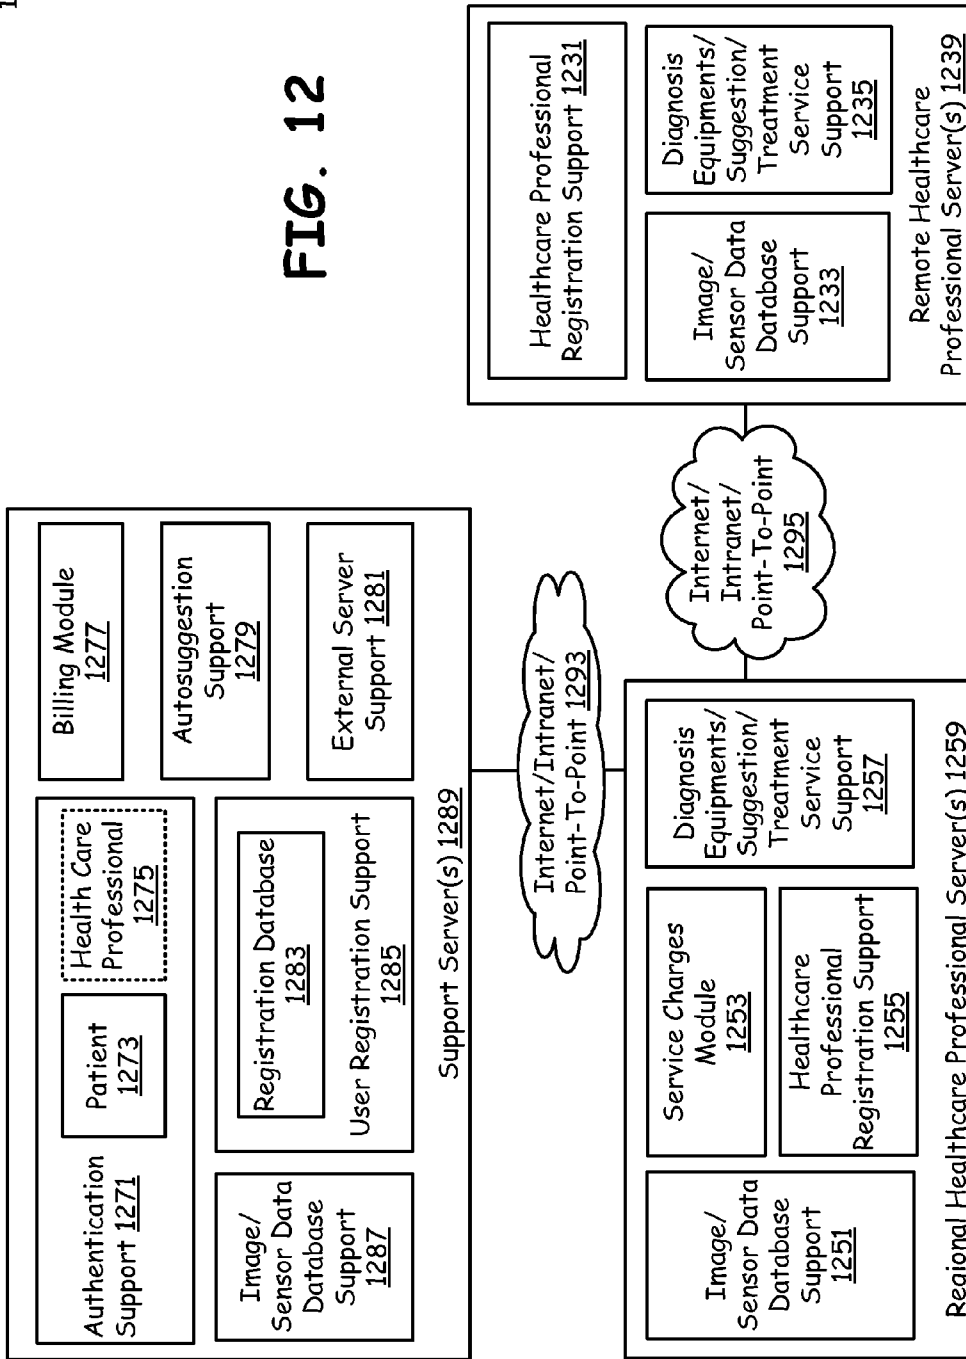 FIG. 12
Authentication
Support 1271
Patient
1273
Health Care
Professional
1275
Billing Module
1277
Image/
Sensor Data
Database
Support
1287
Registration Database
1283
User Registration Support
1285
Autosuggestion
Support
1279
External Server
Support 1281
Support Server(s) 1289
Internet/Intranet/
Point-To-Point 1293
Image/
Sensor Data
Database
Support
1251
Service Charges
Module
1253
Healthcare
Professional
Registration Support
1255
Diagnosis
Equipments/
Suggestion/
Treatment
Service
Support
1257
Regional Healthcare Professional Server(s) 1259
Internet/
Intranet/
Point-To-Point
1295
Healthcare Professional
Registration Support 1231
Image/
Sensor Data
Database
Support
1233
Diagnosis
Equipments/
Suggestion/
Treatment
Service
Support
1235
Remote Healthcare
Professional Server(s) 1239